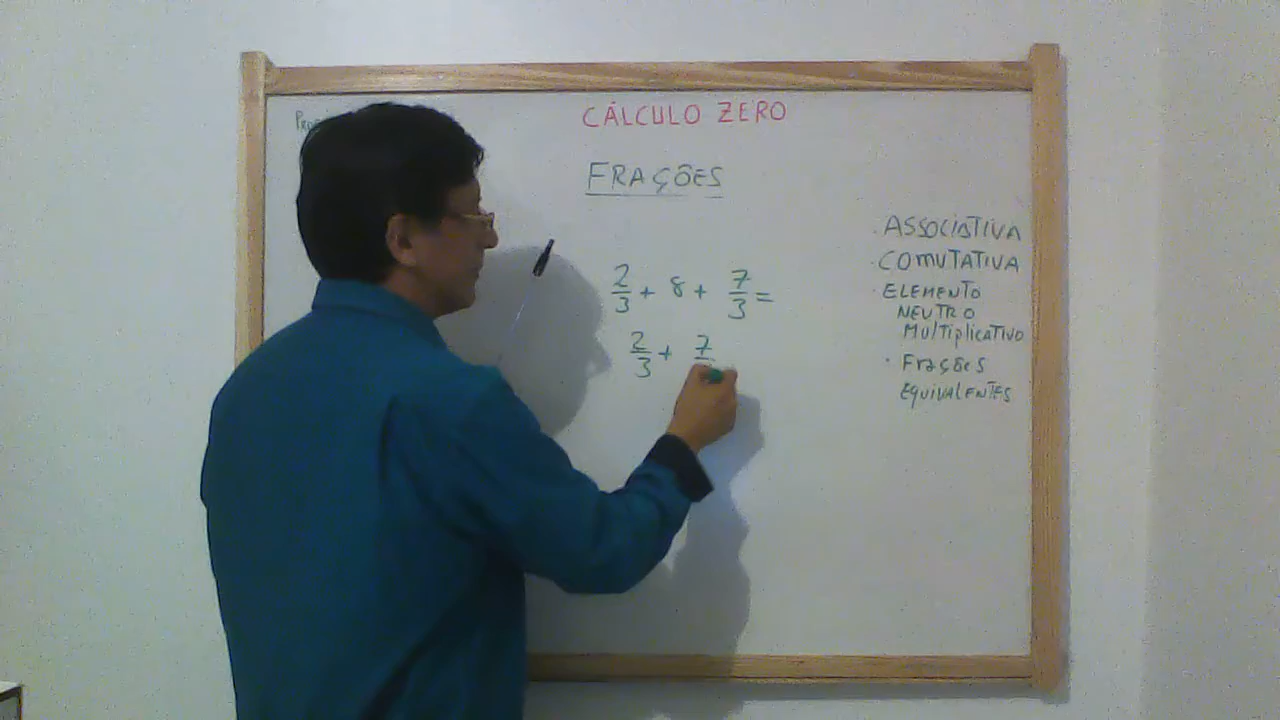 CÁLCULO ZERO
FRAÇÕES
2/3 + 8 + 7/3 =
2/3 + 7
. ASSOCIATIVA
. COMUTATIVA
. ELEMENTO
NEUTRO
MULTIPLICATIVO
. FRAÇÕES
EQUIVALENTES